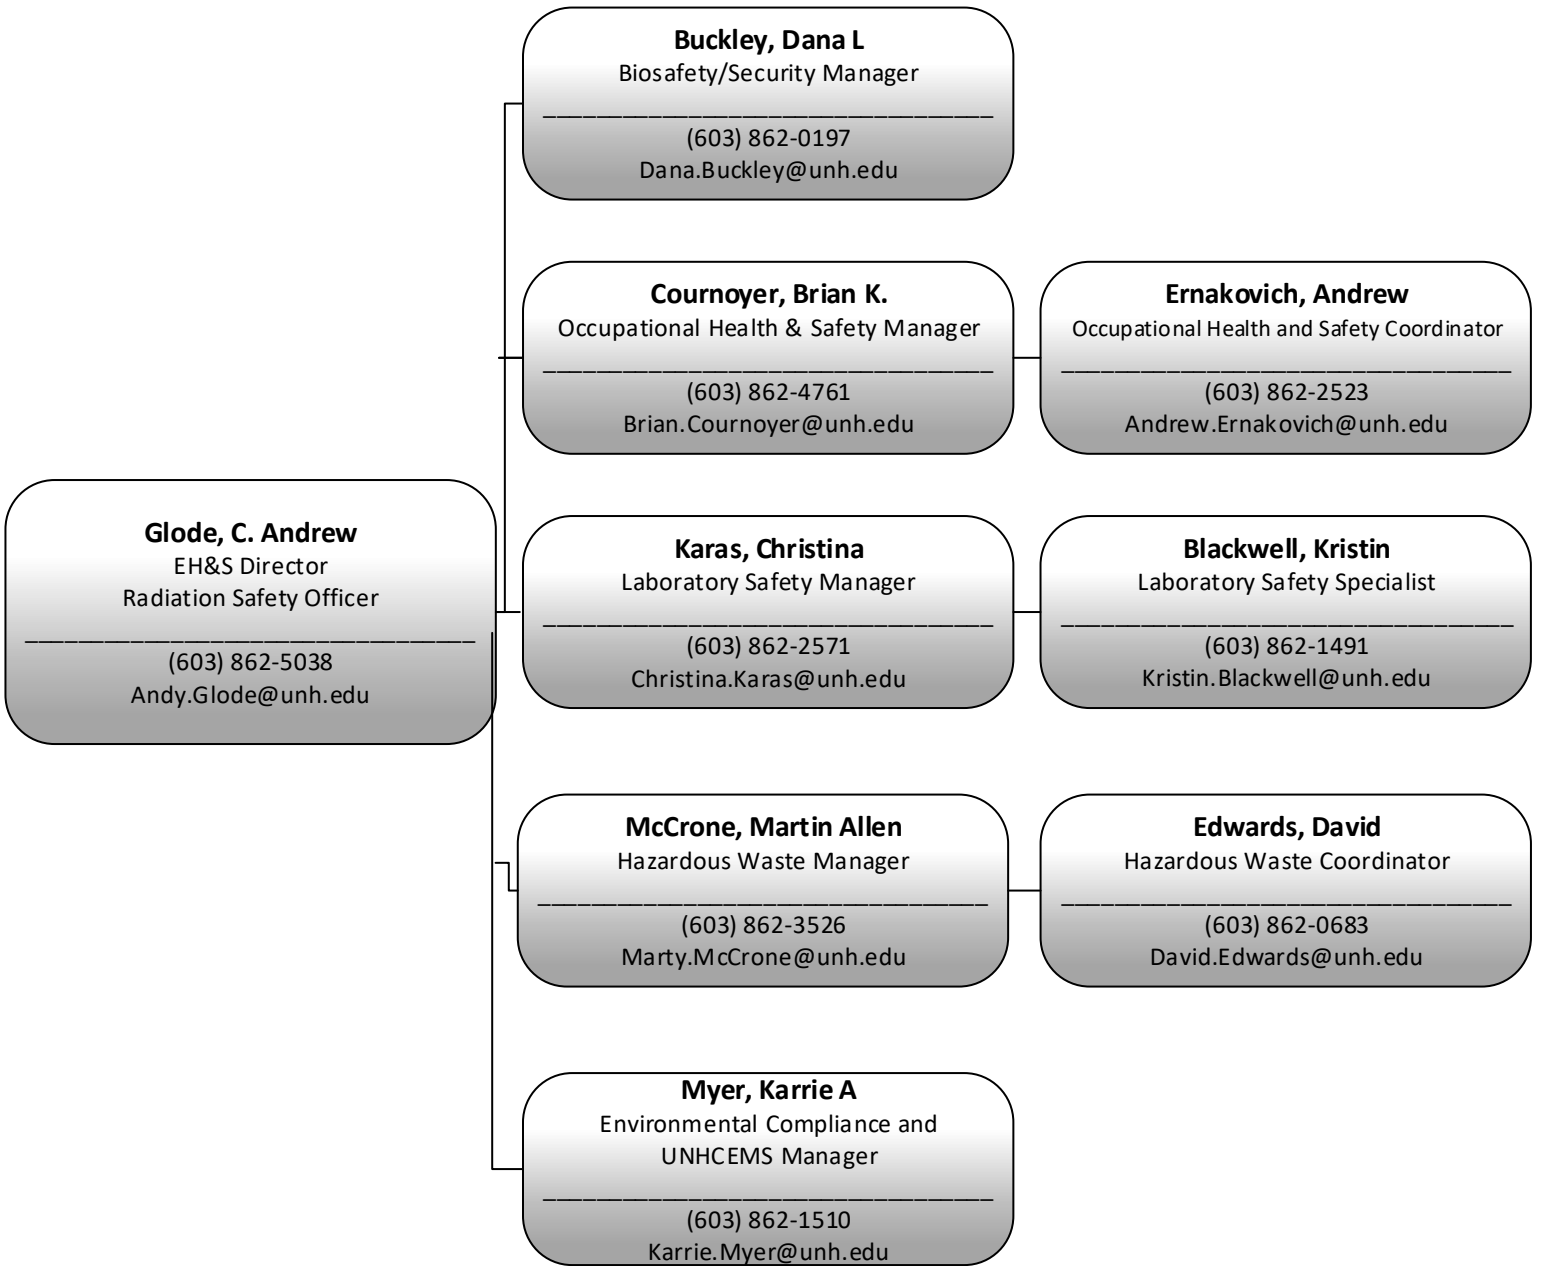 Buckley, Dana L
Biosafety/Security Manager
(603) 862-0197
Dana.Buckley@unh.edu
Cournoyer, Brian K.
Occupational Health & Safety Manager
(603) 862-4761
Brian.Cournoyer@unh.edu
Ernakovich, Andrew
Occupational Health and Safety Coordinator
(603) 862-2523
Andrew.Ernakovich@unh.edu
Glode, C. Andrew
EH&S Director
Radiation Safety Officer
(603) 862-5038
Andy.Glode@unh.edu
Karas, Christina
Laboratory Safety Manager
(603) 862-2571
Christina.Karas@unh.edu
Blackwell, Kristin
Laboratory Safety Specialist
(603) 862-1491
Kristin.Blackwell@unh.edu
McCrone, Martin Allen
Hazardous Waste Manager
(603) 862-3526
Marty.McCrone@unh.edu
Edwards, David
Hazardous Waste Coordinator
(603) 862-0683
David.Edwards@unh.edu
Myer, Karrie A
Environmental Compliance and
UNHCEMS Manager
(603) 862-1510
Karrie.Myer@unh.edu